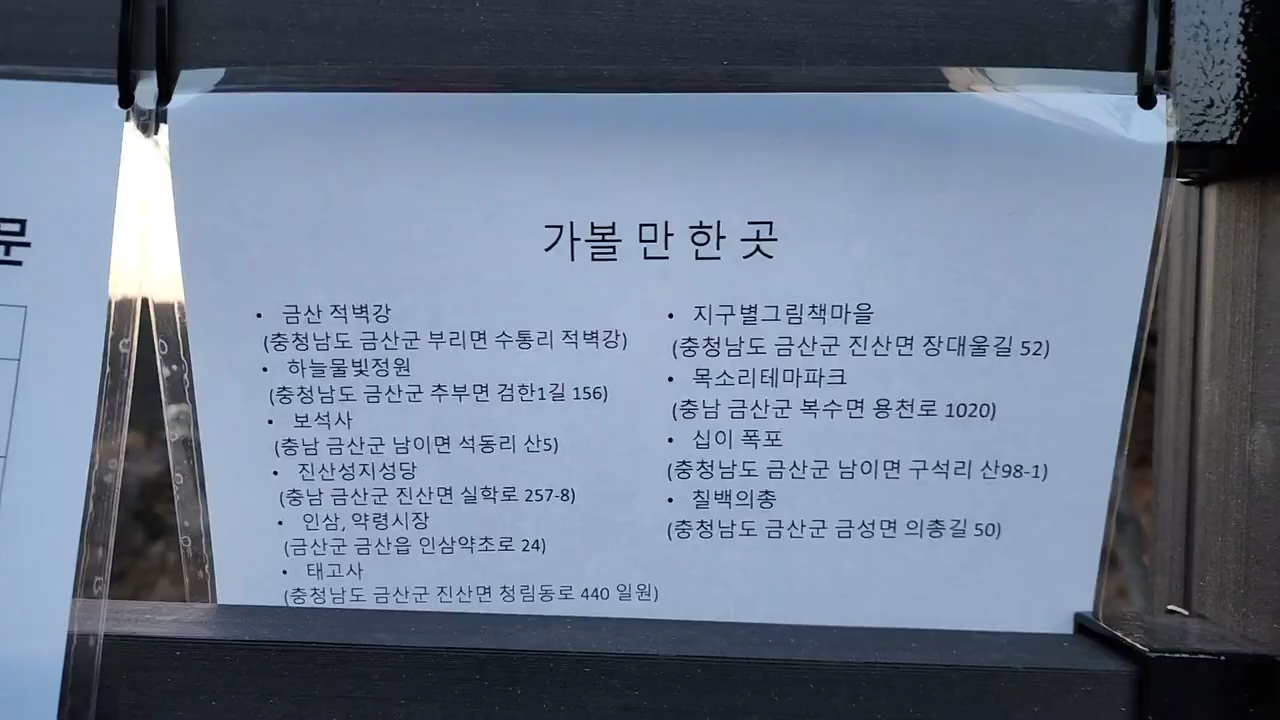 문
가볼 만 한 곳
• 금산 적벽강
(충청남도 금산군 부리면 수통리 적벽강)
• 하늘물빛정원
(충청남도 금산군 추부면 검한1길 156)
• 보석사
(충남 금산군 남이면 석동리 산5)
• 진산성지성당
(충남 금산군 진산면 실학로 257-8)
• 인삼, 약령시장
(금산군 금산읍 인삼약초로 24)
• 태고사
(충청남도 금산군 진산면 청림동로 440 일원)
• 지구별그림책마을
(충청남도 금산군 진산면 장대울길 52)
• 목소리테마파크
(충남 금산군 복수면 용천로 1020)
• 십이 폭포
(충청남도 금산군 남이면 구석리 산98-1)
• 칠백의총
(충청남도 금산군 금성면 의총길 50)